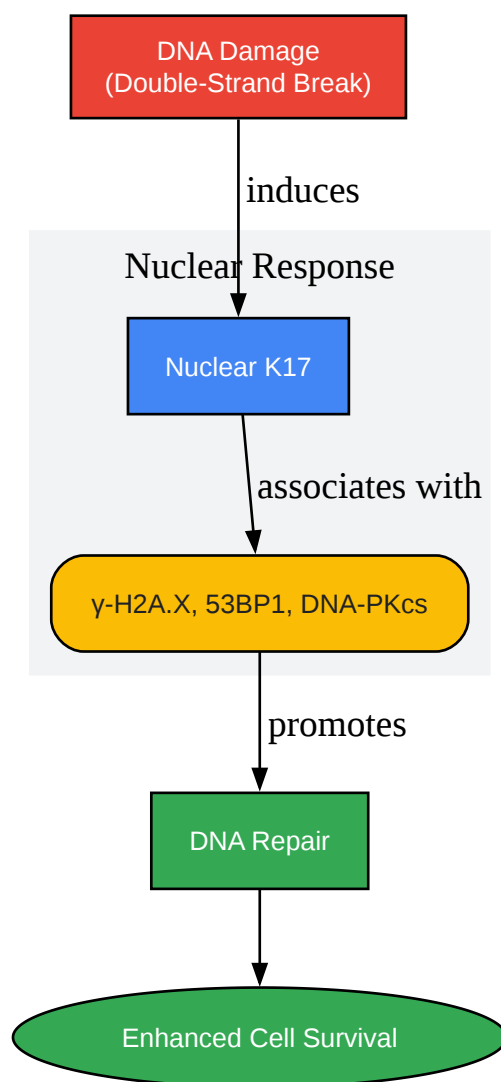 DNA Damage
(Double-Strand Break)
induces
Nuclear Response
Nuclear K17
associates with
γ-H2A.X, 53BP1, DNA-PKcs
promotes
DNA Repair
Enhanced Cell Survival